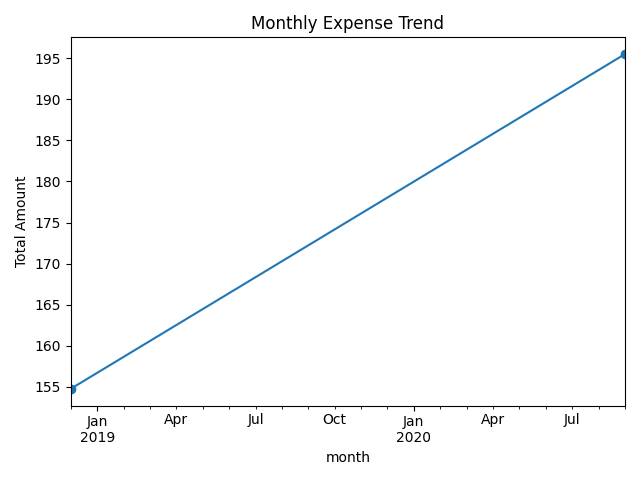 Monthly Expense Trend
Total Amount
195
190
185
180
175
170
165
160
155
Jan Apr Jul Oct Jan Apr Jul
2019 2020
month